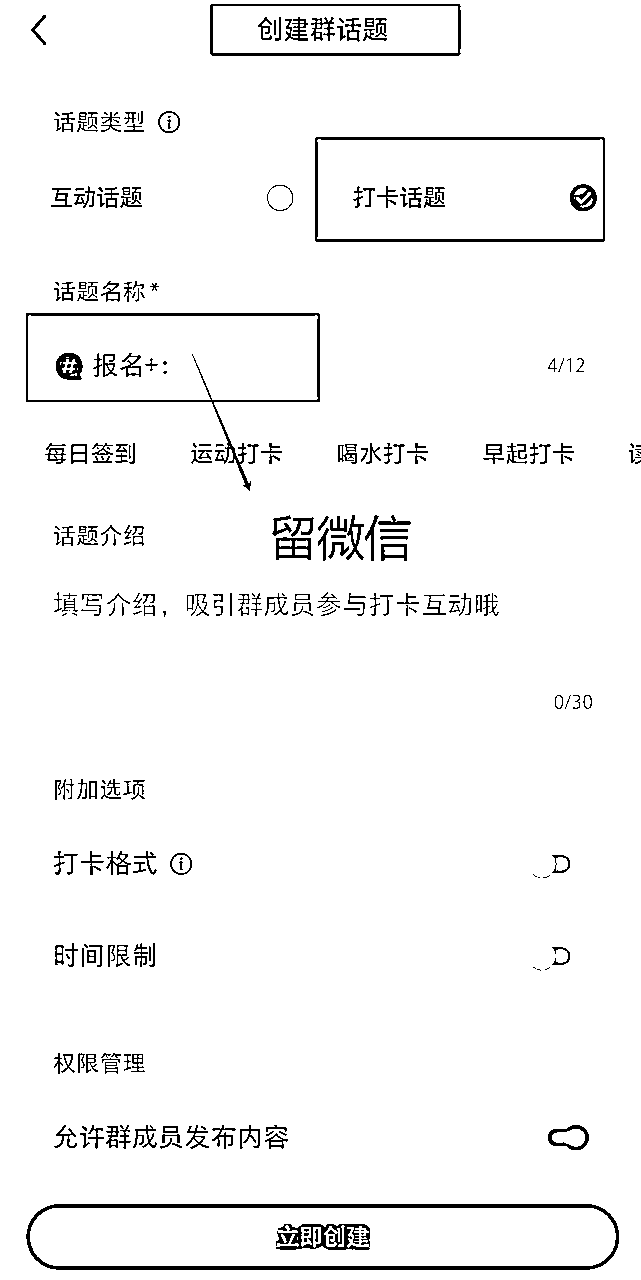 创建群话题
话题类型
互动话题 打卡话题
话题名称*
报名+: 4/12
每日签到 运动打卡 喝水打卡 早起打卡
话题介绍 留微信
填写介绍，吸引群成员参与打卡互动哦
0/30
附加选项
打卡格式
时间限制
权限管理
允许群成员发布内容
立即创建